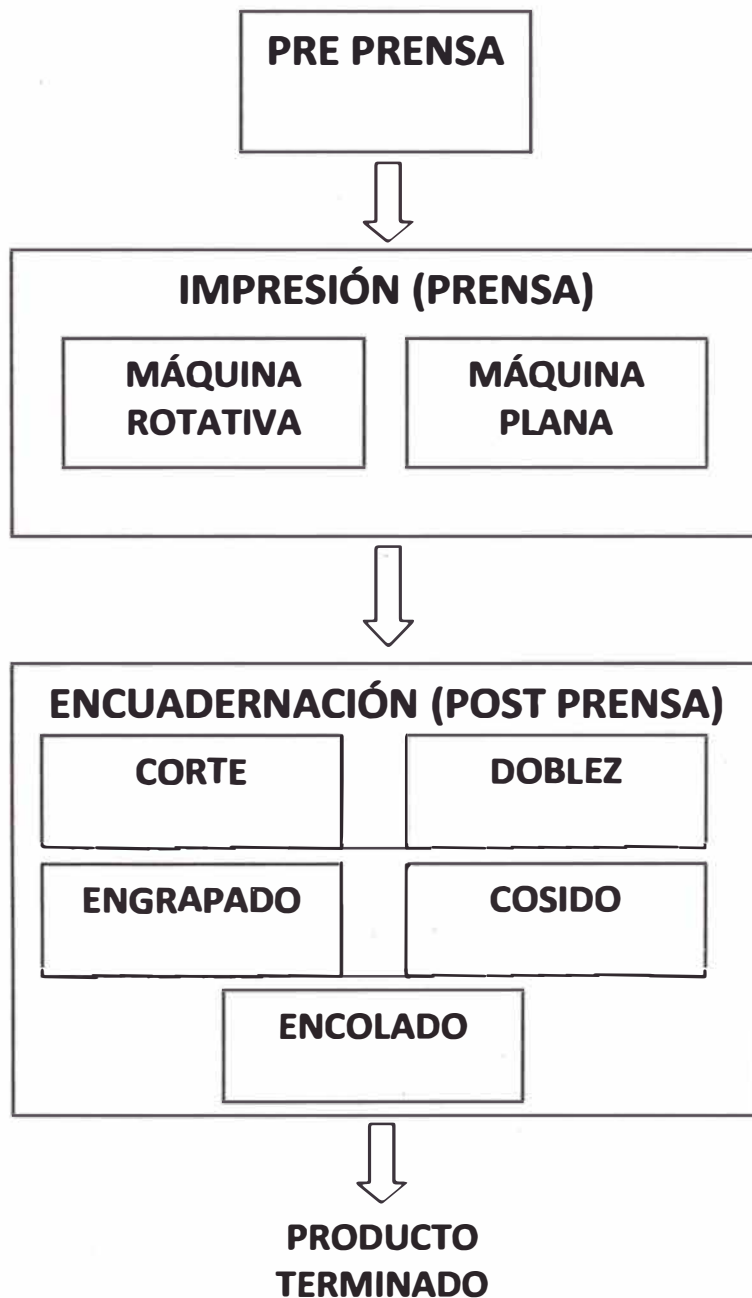 PRE PRENSA
IMPRESIÓN (PRENSA)
MÁQUINA
ROTATIVA
MÁQUINA
PLANA
ENCUADERNACIÓN (POST PRENSA)
CORTE
DOBLEZ
ENGRAPADO
COSIDO
ENCOLADO
PRODUCTO
TERMINADO